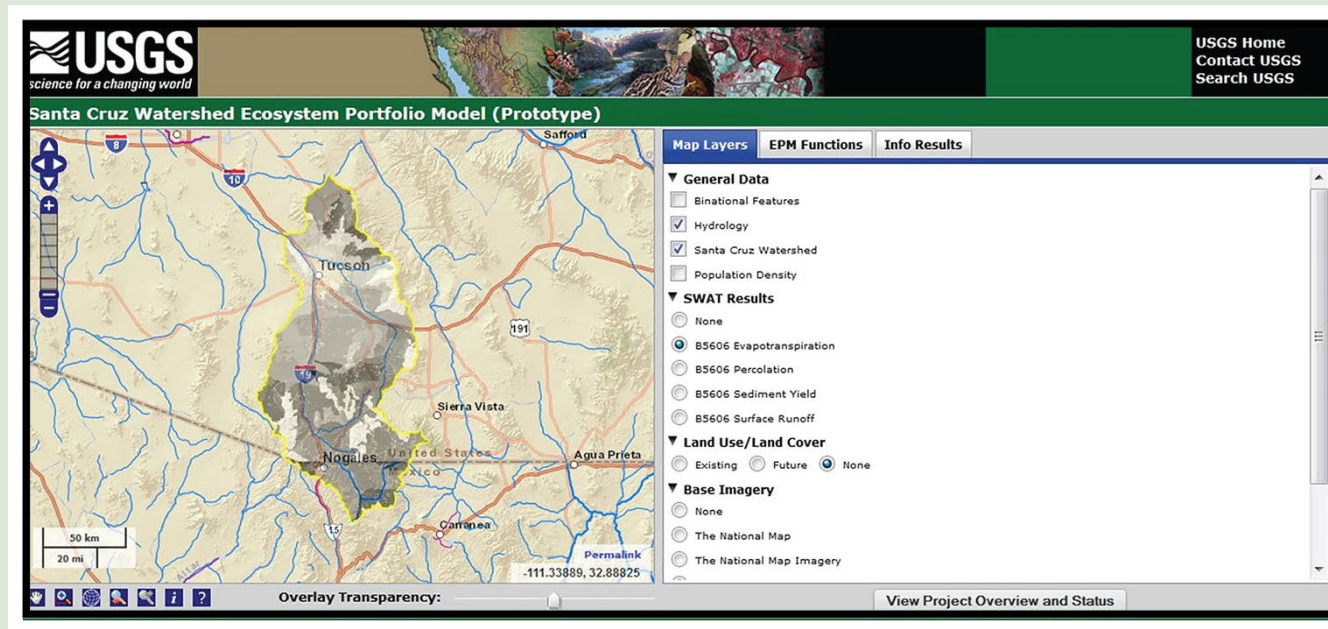 USGS
science for a changing world
USGS Home
Contact USGS
Search USGS
Santa Cruz Watershed Ecosystem Portfolio Model (Prototype)
Safford
8
10
Tucson
191
19
Sierra Vista
Nogales
United States
Mexico
Agua Prieta
15
Cananea
Altar
50 km
20 mi
Permalink
-111.33889, 32.88825
Map Layers
EPM Functions
Info Results
General Data
Binational Features
Hydrology
Santa Cruz Watershed
Population Density
SWAT Results
None
B5606 Evapotranspiration
B5606 Percolation
B5606 Sediment Yield
B5606 Surface Runoff
Land Use/Land Cover
Existing Future None
Base Imagery
None
The National Map
The National Map Imagery
i ?
Overlay Transparency:
View Project Overview and Status